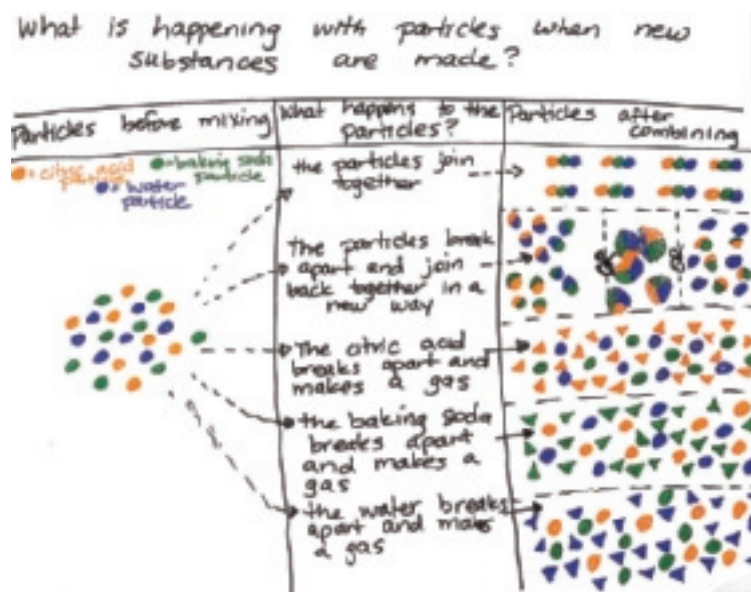 What is happening with particles when new
substances are made?
Particles before mixing
What happens to the
particles?
Particles after
combining
= citric acid
particle
= baking soda
particle
= water
particle
the particles join
together
The particles break
apart and join
back together in a
new way
or
or
The citric acid
breaks apart and
makes a gas
the baking soda
breaks apart
and makes a
gas
the water breaks
apart and makes
a gas